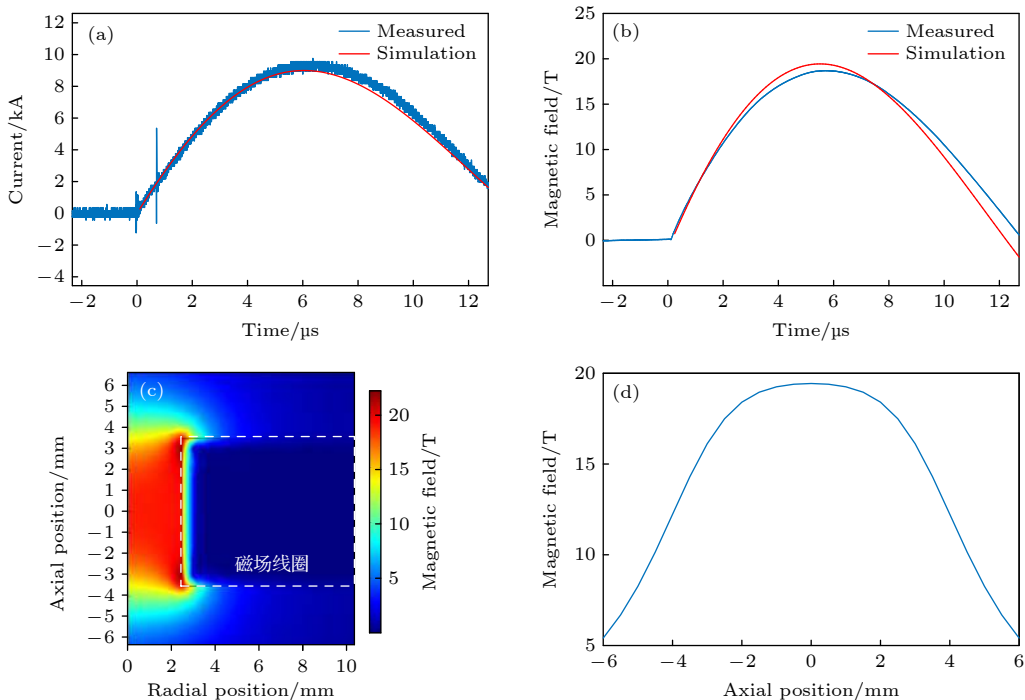 (a)
Measured
Simulation
12
10
8
6
4
2
0
−2
−4
Current/kA
−2 0 2 4 6 8 10 12
Time/μs
(b)
Measured
Simulation
25
20
15
10
5
0
Magnetic field/T
−2 0 2 4 6 8 10 12
Time/μs
(c)
6
5
4
3
2
1
0
−1
−2
−3
−4
−5
−6
Axial position/mm
磁场线圈
0 2 4 6 8 10
Radial position/mm
20
15
10
5
Magnetic field/T
(d)
20
15
10
5
Magnetic field/T
−6 −4 −2 0 2 4 6
Axial position/mm